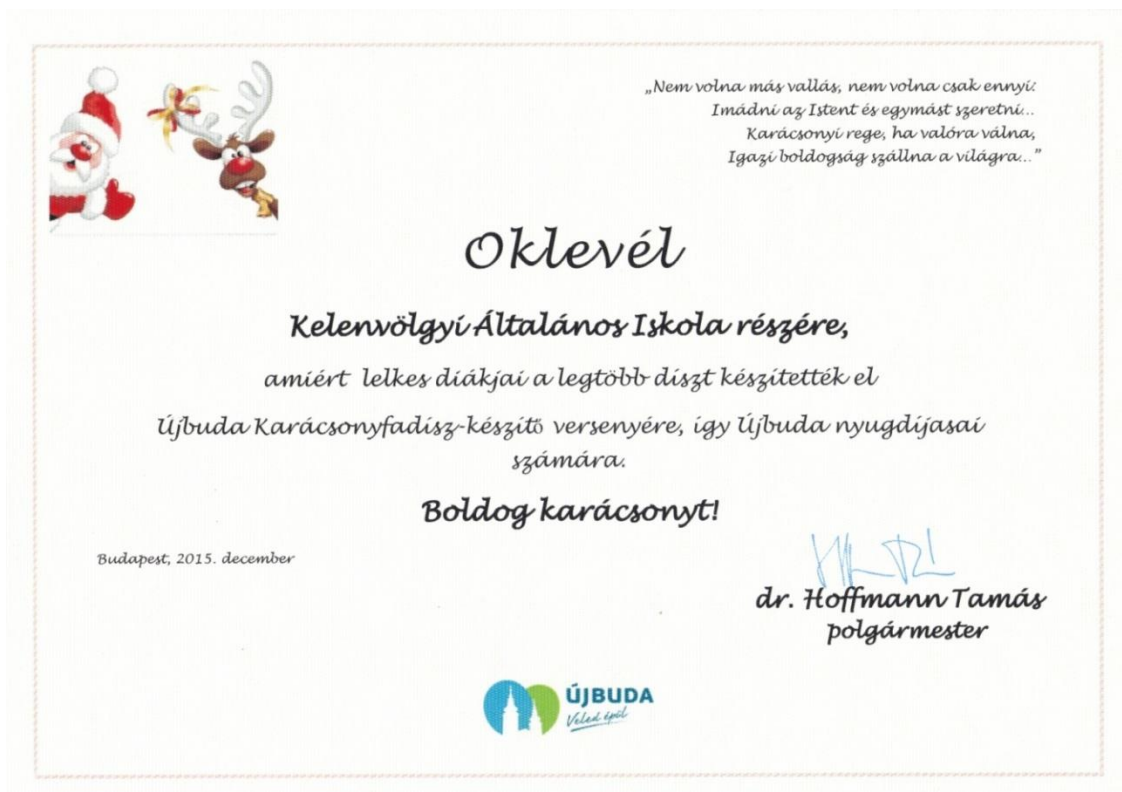 „Nem volna más vallás, nem volna csak ennyi:
Imádni az Istent és egymást szeretni...
Karácsonyi rege, ha valóra válna,
Igazi boldogság szállna a világra...”
Oklevél
Kelenvölgyi Általános Iskola részére,
amiért lelkes diákjai a legtöbb díszt készítették el
Újbuda Karácsonyfadísz-készítő versenyére, így Újbuda nyugdíjasai
számára.
Boldog karácsonyt!
Budapest, 2015. december
dr. Hoffmann Tamás
polgármester
ÚJBUDA
Veled épül